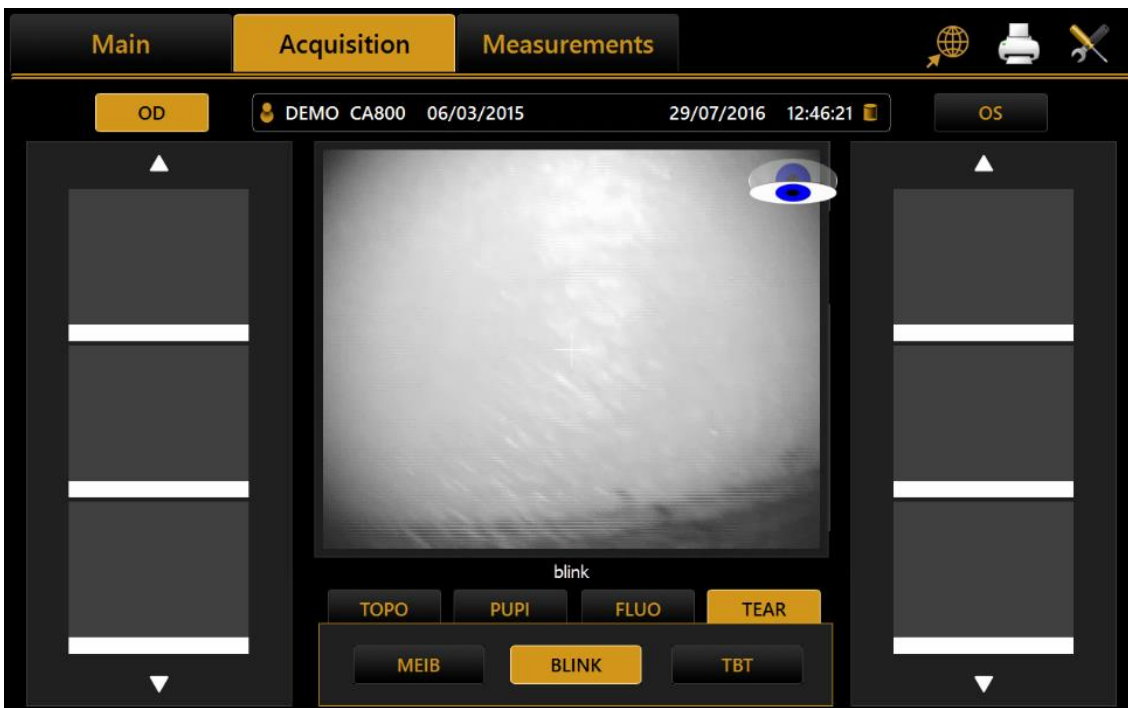 Main Acquisition Measurements
OD DEMO CA800 06/03/2015 29/07/2016 12:46:21 OS
blink
TOPO PUPI FLUO TEAR
MEIB BLINK TBT